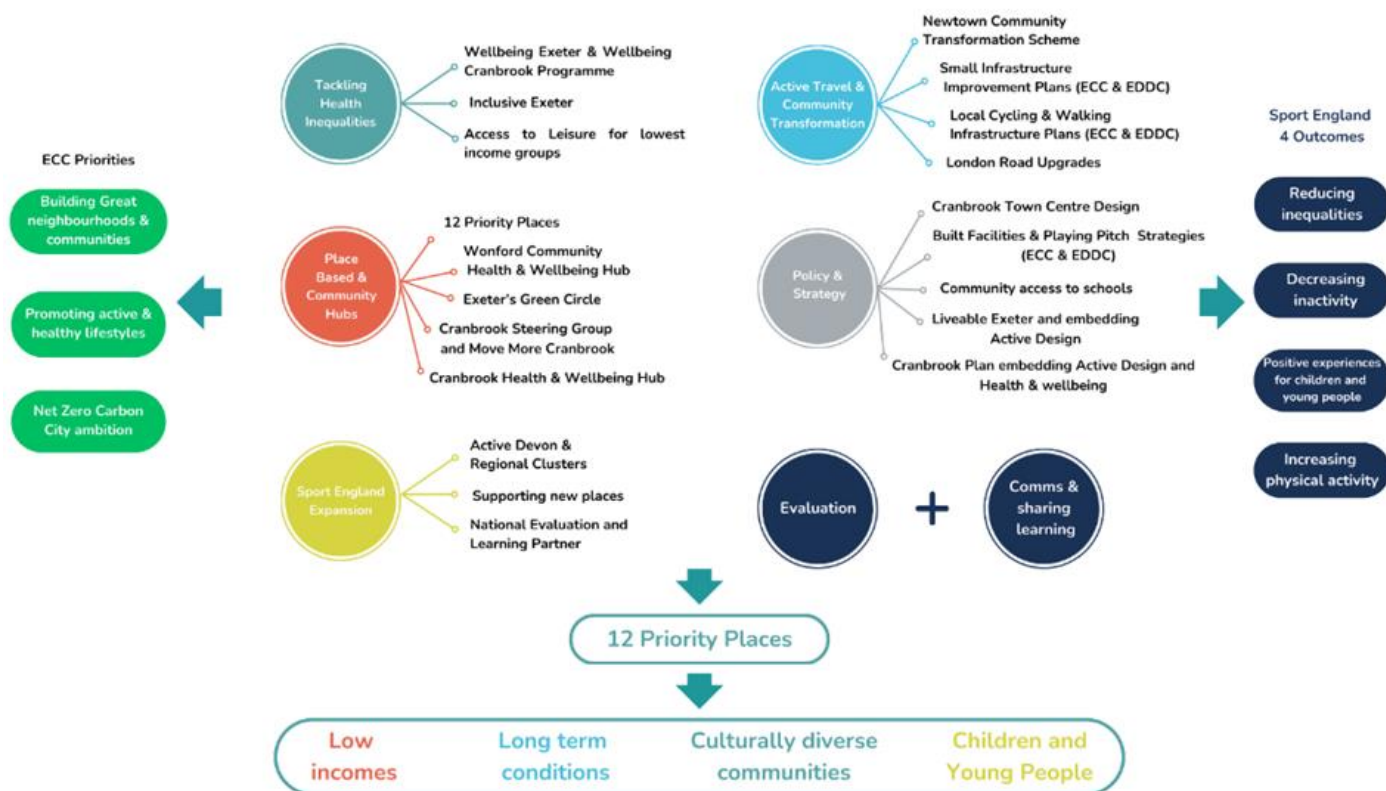 ECC Priorities
Building Great
neighbourhoods &
communities
Promoting active &
healthy lifestyles
Net Zero Carbon
City ambition
Tackling
Health
Inequalities
Wellbeing Exeter & Wellbeing
Cranbrook Programme
Inclusive Exeter
Access to Leisure for lowest
income groups
Place
Based &
Community
Hubs
12 Priority Places
Wonford Community
Health & Wellbeing Hub
Exeter's Green Circle
Cranbrook Steering Group
and Move More Cranbrook
Cranbrook Health & Wellbeing Hub
Sport England
Expansion
Active Devon &
Regional Clusters
Supporting new places
National Evaluation and
Learning Partner
Active Travel &
Community
Transformation
Newtown Community
Transformation Scheme
Small Infrastructure
Improvement Plans (ECC & EDDC)
Local Cycling & Walking
Infrastructure Plans (ECC & EDDC)
London Road Upgrades
Policy &
Strategy
Cranbrook Town Centre Design
Built Facilities & Playing Pitch Strategies
(ECC & EDDC)
Community access to schools
Liveable Exeter and embedding
Active Design
Cranbrook Plan embedding Active Design and
Health & wellbeing
Evaluation
+
Comms &
sharing
learning
Sport England
4 Outcomes
Reducing
inequalities
Decreasing
inactivity
Positive experiences
for children and
young people
Increasing
physical activity
12 Priority Places
Low
incomes
Long term
conditions
Culturally diverse
communities
Children and
Young People